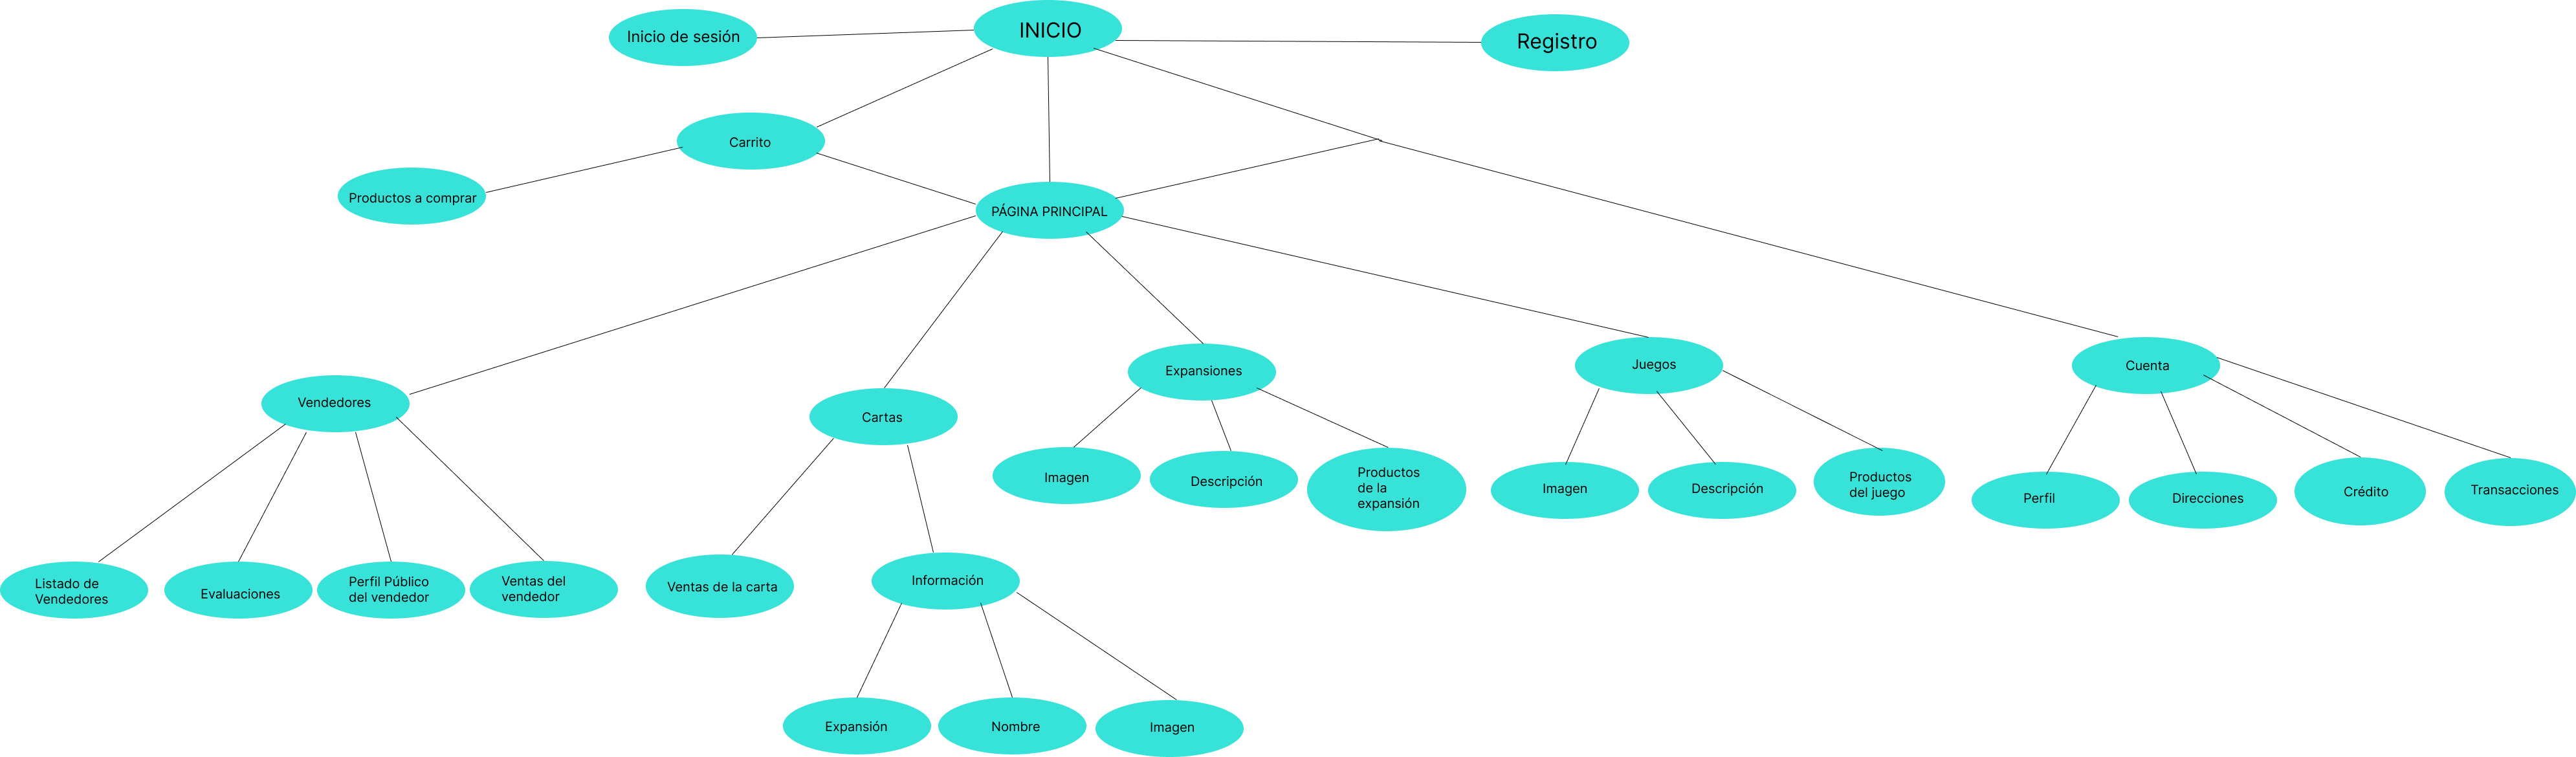 INICIO
Inicio de sesión
Registro
Carrito
Productos a comprar
PÁGINA PRINCIPAL
Vendedores
Cartas
Expansiones
Juegos
Cuenta
Imagen
Descripción
Productos
de la
expansión
Imagen
Descripción
Productos
del juego
Perfil
Direcciones
Crédito
Transacciones
Listado de
Vendedores
Evaluaciones
Perfil Público
del vendedor
Ventas del
vendedor
Ventas de la carta
Información
Expansión
Nombre
Imagen